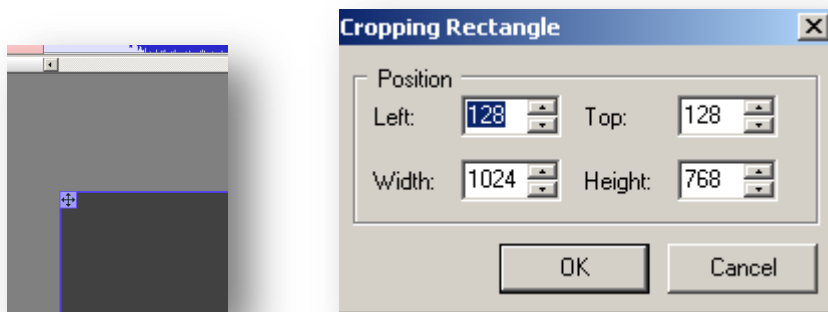 Cropping Rectangle
Position
Left: 128 Top: 128
Width: 1024 Height: 768
OK Cancel